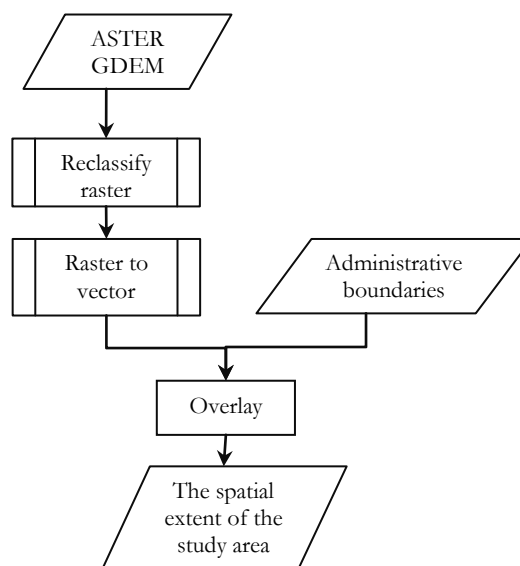 ASTER
GDEM
Reclassify
raster
Raster to
vector
Administrative
boundaries
Overlay
The spatial
extent of the
study area